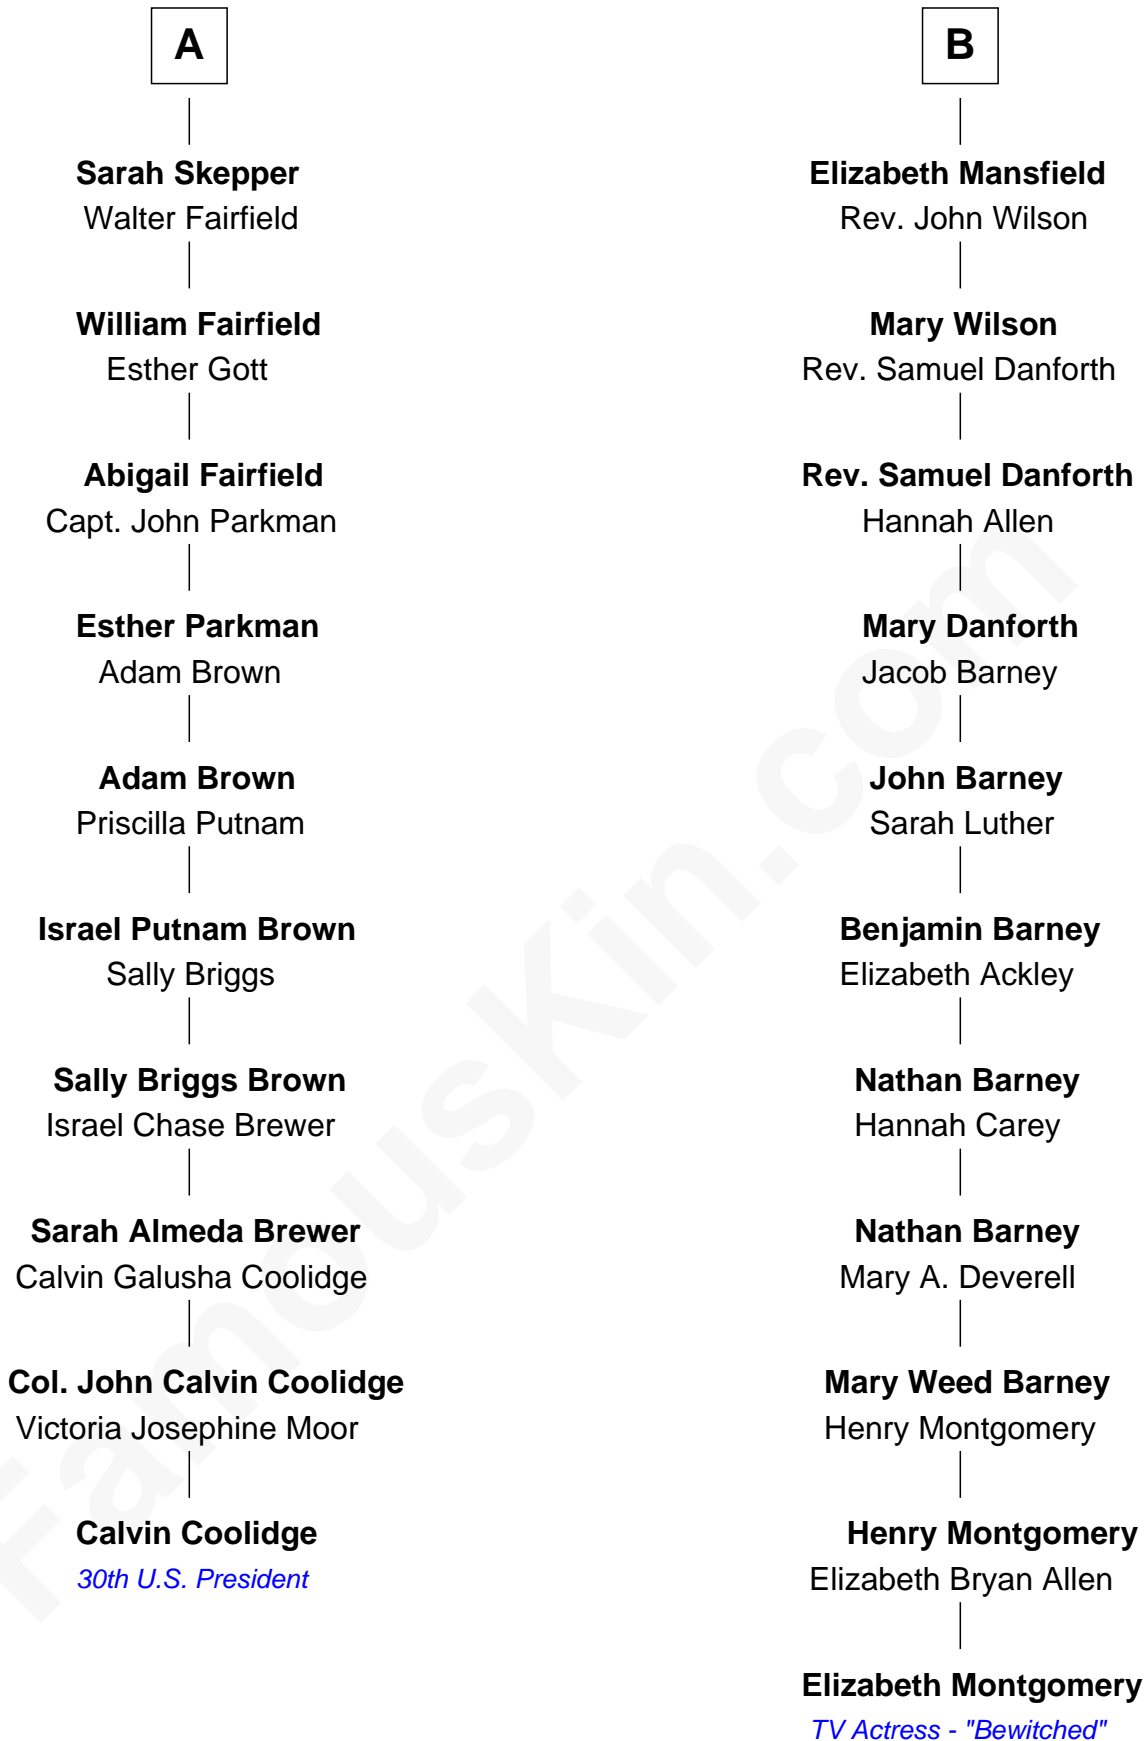 A
Sarah Skepper
Walter Fairfield
William Fairfield
Esther Gott
Abigail Fairfield
Capt. John Parkman
Esther Parkman
Adam Brown
Adam Brown
Priscilla Putnam
Israel Putnam Brown
Sally Briggs
Sally Briggs Brown
Israel Chase Brewer
Sarah Almeda Brewer
Calvin Galusha Coolidge
Col. John Calvin Coolidge
Victoria Josephine Moor
Calvin Coolidge
30th U.S. President
B
Elizabeth Mansfield
Rev. John Wilson
Mary Wilson
Rev. Samuel Danforth
Rev. Samuel Danforth
Hannah Allen
Mary Danforth
Jacob Barney
John Barney
Sarah Luther
Benjamin Barney
Elizabeth Ackley
Nathan Barney
Hannah Carey
Nathan Barney
Mary A. Deverell
Mary Weed Barney
Henry Montgomery
Henry Montgomery
Elizabeth Bryan Allen
Elizabeth Montgomery
TV Actress - "Bewitched"
FamousKin.com